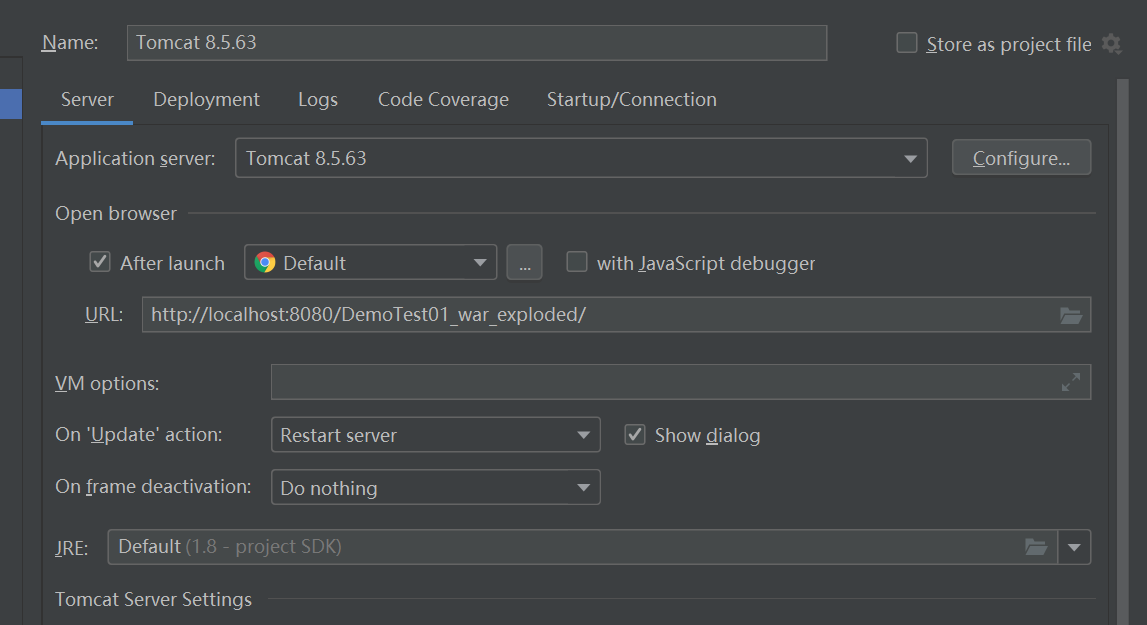 Name: Tomcat 8.5.63 Store as project file
Server Deployment Logs Code Coverage Startup/Connection
Application server: Tomcat 8.5.63 Configure...
Open browser
After launch Default ... with JavaScript debugger
URL: http://localhost:8080/DemoTest01_war_exploded/
VM options:
On 'Update' action: Restart server Show dialog
On frame deactivation: Do nothing
JRE: Default (1.8 - project SDK)
Tomcat Server Settings